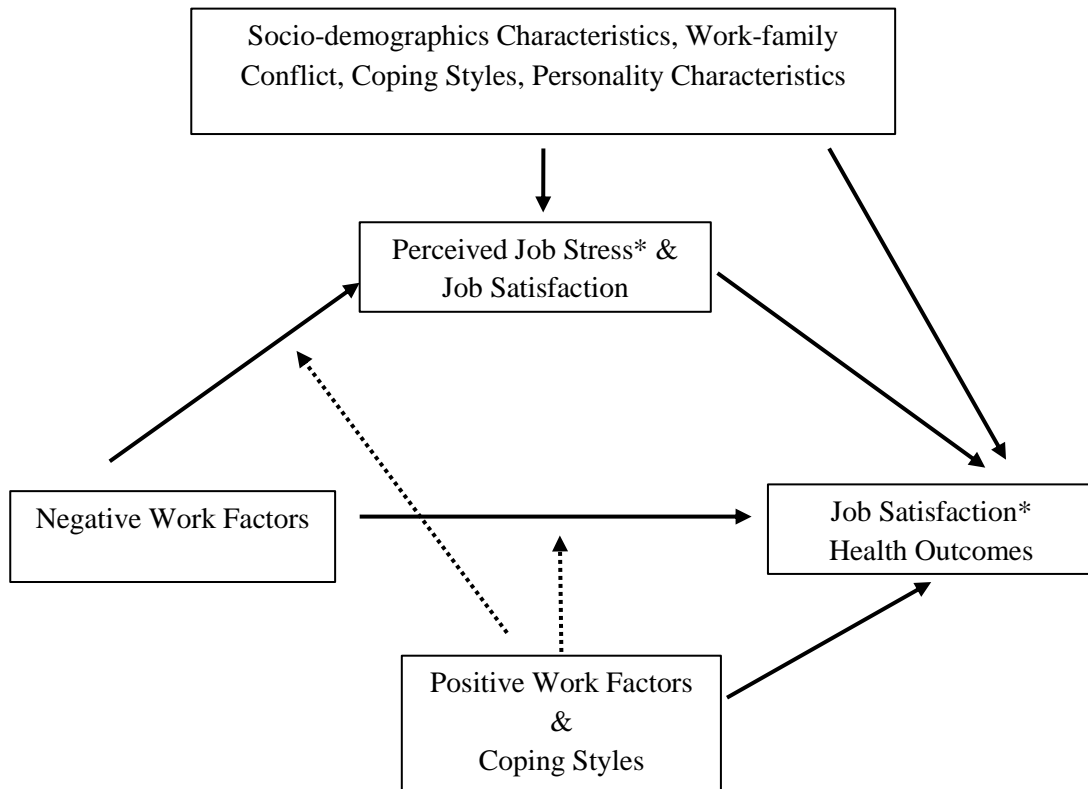 Socio-demographics Characteristics, Work-family
Conflict, Coping Styles, Personality Characteristics
Perceived Job Stress* &
Job Satisfaction
Negative Work Factors
Job Satisfaction*
Health Outcomes
Positive Work Factors
&
Coping Styles